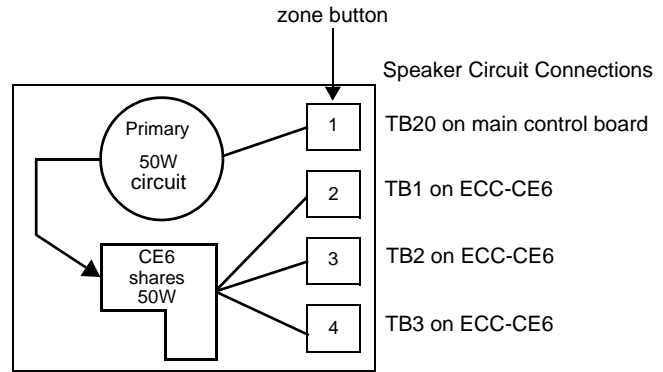 zone button
Speaker Circuit Connections
Primary
50W
circuit
1
TB20 on main control board
2
TB1 on ECC-CE6
CE6
shares
50W
3
TB2 on ECC-CE6
4
TB3 on ECC-CE6